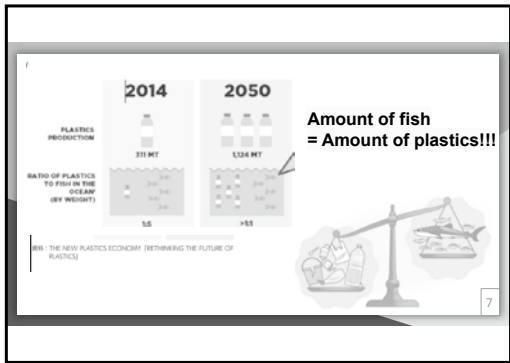 2014
2050
PLASTICS
PRODUCTION
311 MT
1,124 MT
RATIO OF PLASTICS
TO FISH IN THE
OCEAN¹
(BY WEIGHT)
1:5
>1:1
Amount of fish
= Amount of plastics!!!
THE NEW PLASTICS ECONOMY [RETHINKING THE FUTURE OF
PLASTICS]
7